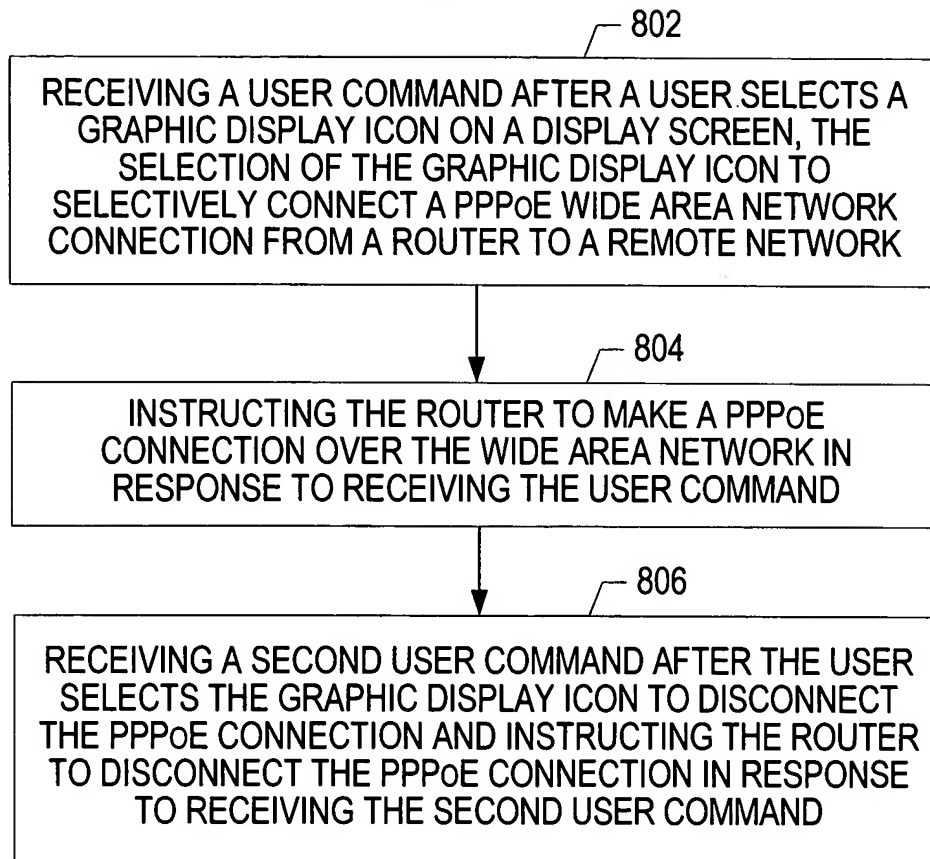 802
RECEIVING A USER COMMAND AFTER A USER SELECTS A
GRAPHIC DISPLAY ICON ON A DISPLAY SCREEN, THE
SELECTION OF THE GRAPHIC DISPLAY ICON TO
SELECTIVELY CONNECT A PPPoE WIDE AREA NETWORK
CONNECTION FROM A ROUTER TO A REMOTE NETWORK
804
INSTRUCTING THE ROUTER TO MAKE A PPPoE
CONNECTION OVER THE WIDE AREA NETWORK IN
RESPONSE TO RECEIVING THE USER COMMAND
806
RECEIVING A SECOND USER COMMAND AFTER THE USER
SELECTS THE GRAPHIC DISPLAY ICON TO DISCONNECT
THE PPPoE CONNECTION AND INSTRUCTING THE ROUTER
TO DISCONNECT THE PPPoE CONNECTION IN RESPONSE
TO RECEIVING THE SECOND USER COMMAND